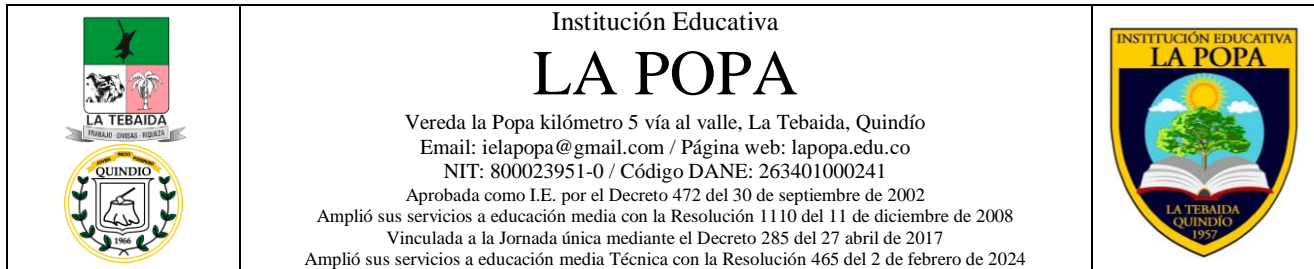 LA TEBAIDA
TRABAJO - DIVISAS - RIQUEZA
JOVEN RICO PODEROSO
QUINDIO
1966
Institución Educativa
LA POPA
Vereda la Popa kilómetro 5 vía al valle, La Tebaida, Quindío
Email: ielapopa@gmail.com / Página web: lapopa.edu.co
NIT: 800023951-0 / Código DANE: 263401000241
Aprobada como I.E. por el Decreto 472 del 30 de septiembre de 2002
Amplió sus servicios a educación media con la Resolución 1110 del 11 de diciembre de 2008
Vinculada a la Jornada única mediante el Decreto 285 del 27 abril de 2017
Amplió sus servicios a educación media Técnica con la Resolución 465 del 2 de febrero de 2024
INSTITUCIÓN EDUCATIVA
LA POPA
LA TEBAIDA
QUINDÍO
1957